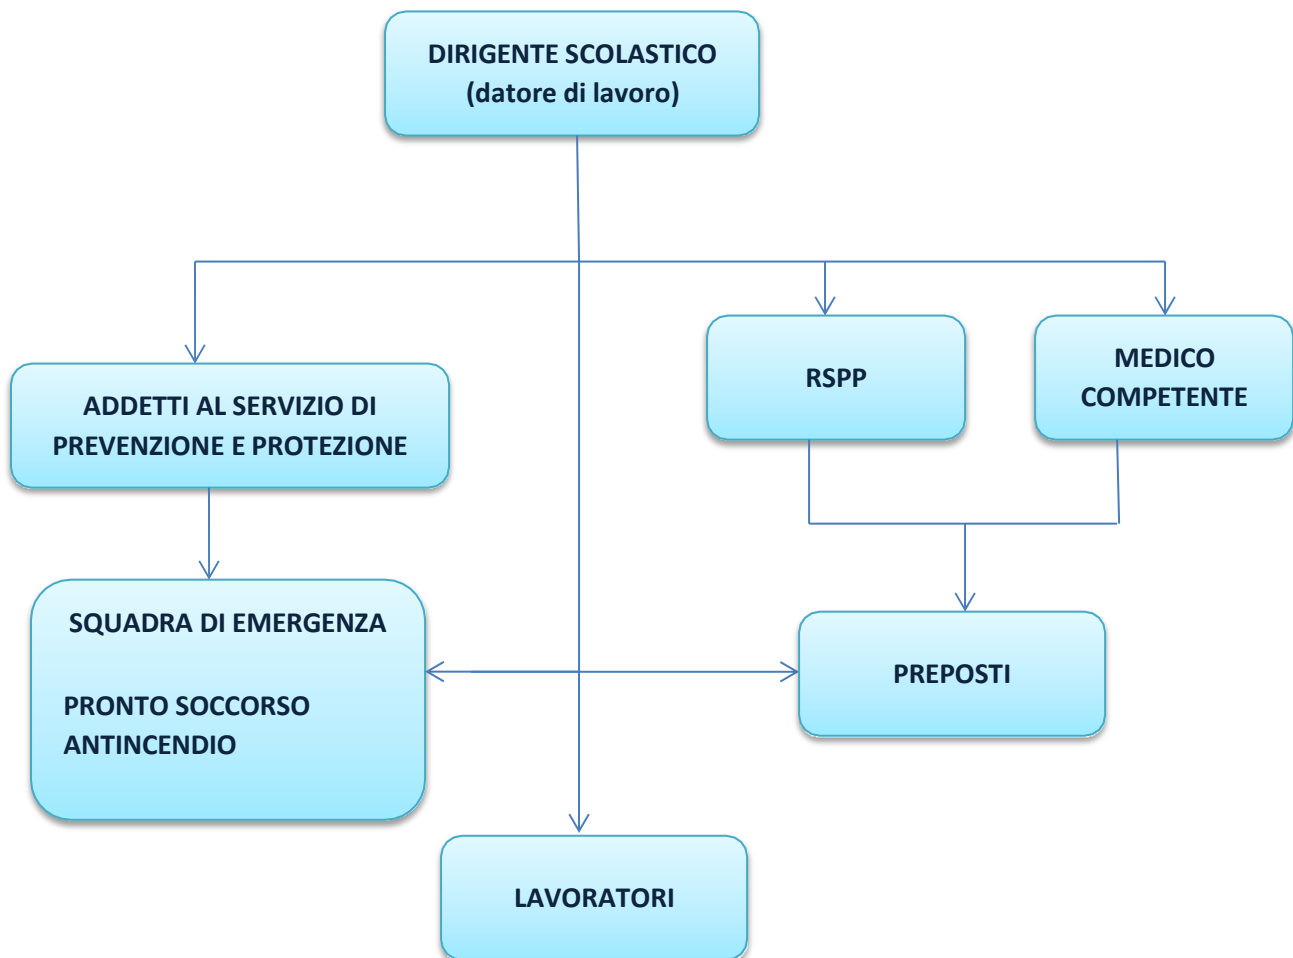 DIRIGENTE SCOLASTICO
(datore di lavoro)
RSPP
MEDICO
COMPETENTE
ADDETTI AL SERVIZIO DI
PREVENZIONE E PROTEZIONE
SQUADRA DI EMERGENZA
PRONTO SOCCORSO
ANTINCENDIO
PREPOSTI
LAVORATORI